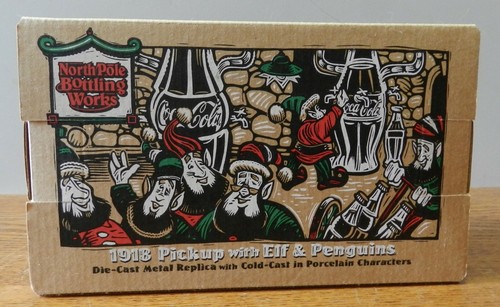 North Pole
Bottling
Works
Coca-Cola
Coca-Cola
1918 Pickup with Elf & Penguins
Die-Cast Metal Replica with Cold-Cast in Porcelain Characters